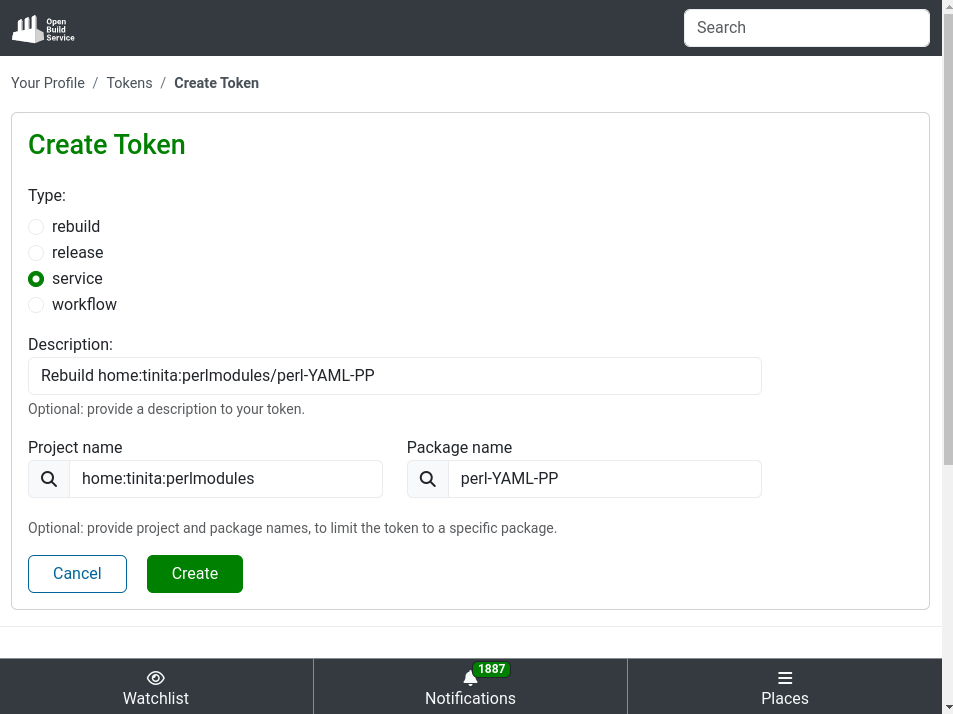 Open
Build
Service
Search
Your Profile / Tokens / Create Token
Create Token
Type:
rebuild
release
service
workflow
Description:
Rebuild home:tinita:perlmodules/perl-YAML-PP
Optional: provide a description to your token.
Project name Package name
home:tinita:perlmodules perl-YAML-PP
Optional: provide project and package names, to limit the token to a specific package.
Cancel Create
1887
Watchlist Notifications Places